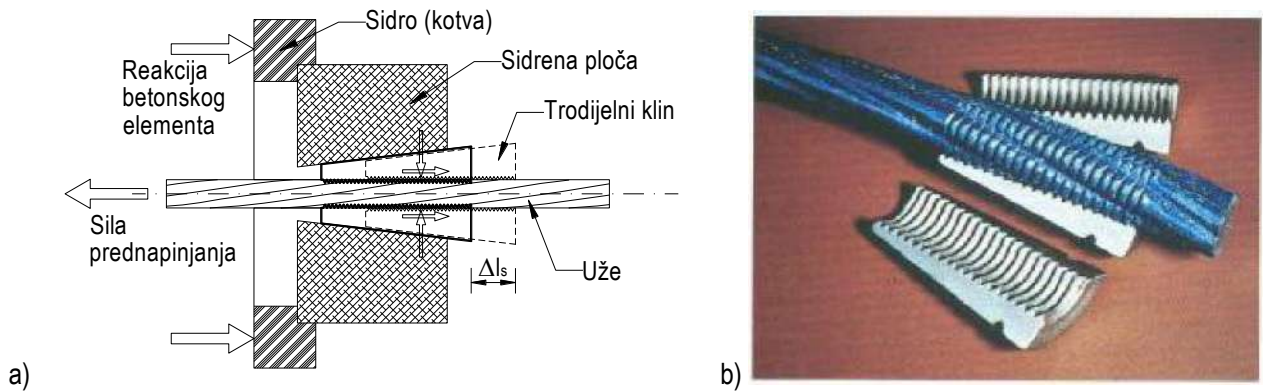 Sidro (kotva)
Reakcija
betonskog
elementa
Sidrena ploča
Trodijelni klin
Sila
prednapinjanja
Δls
Uže
a)
b)